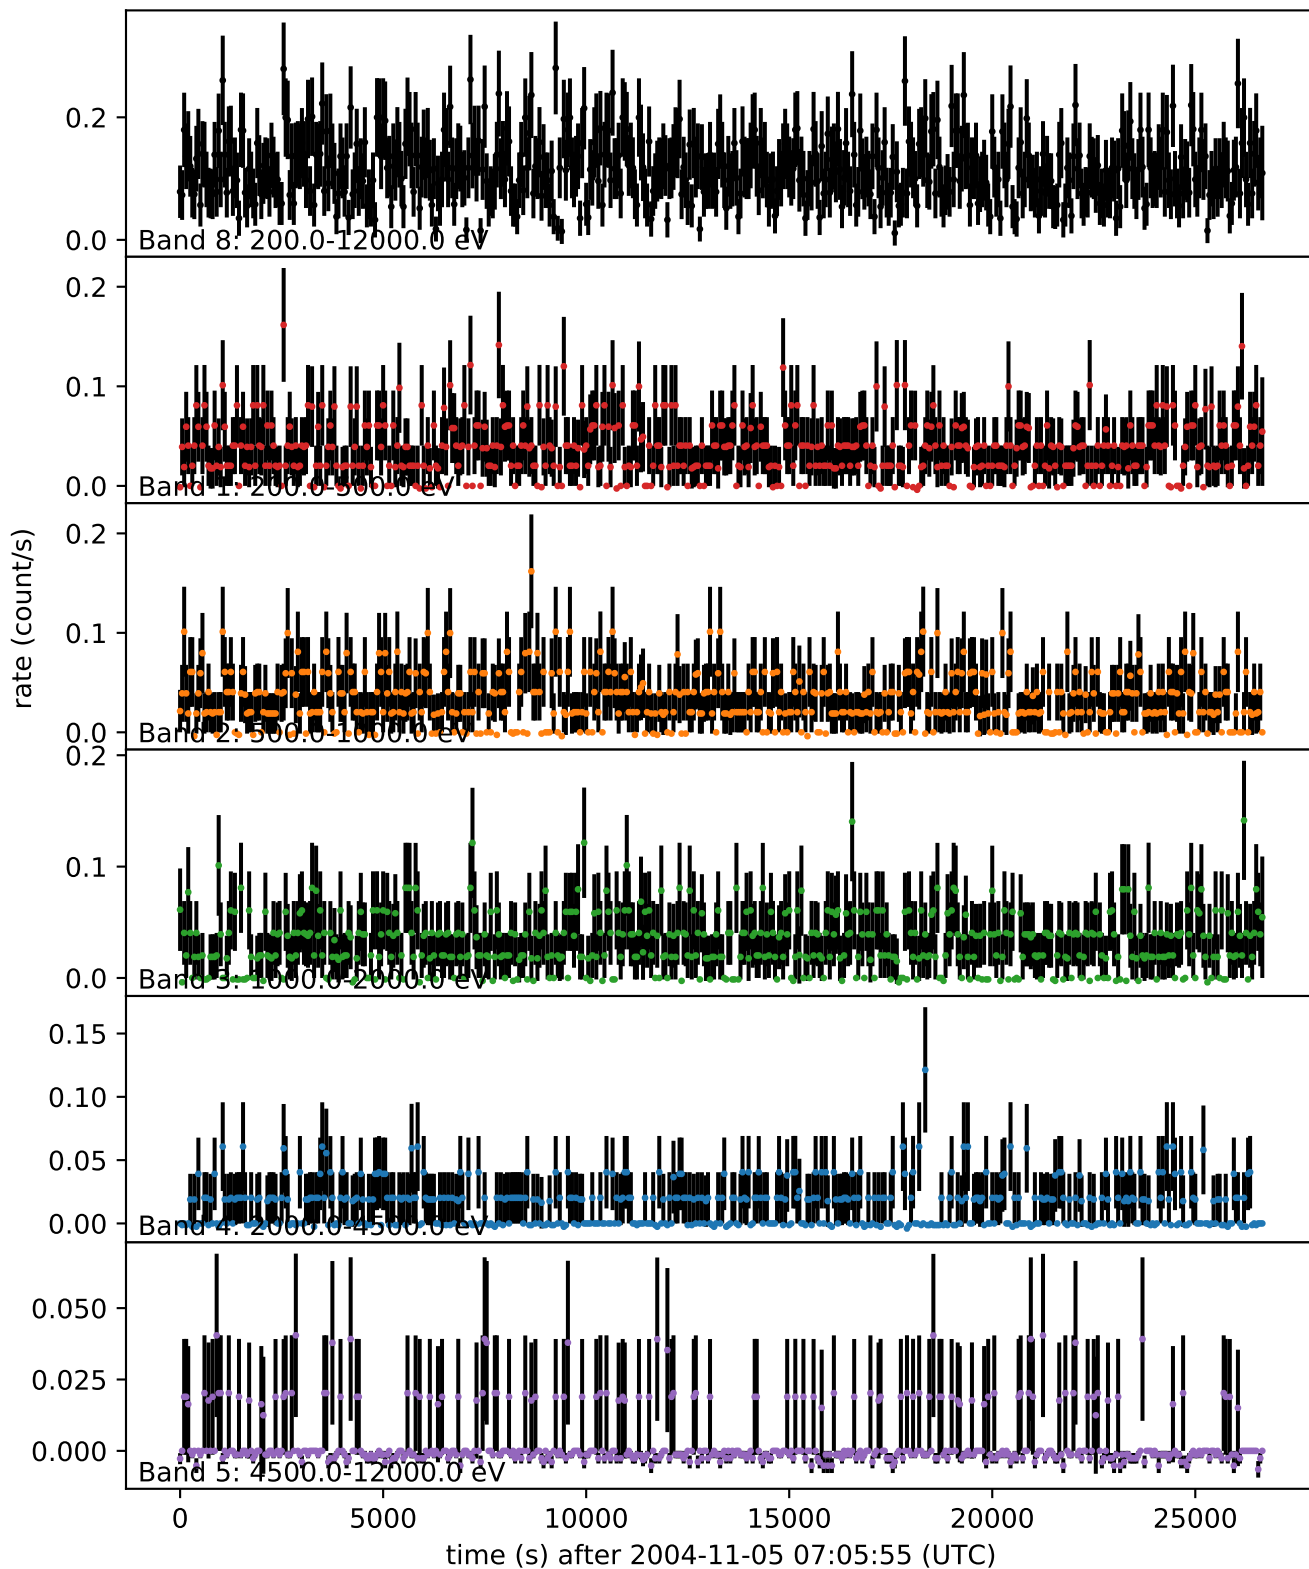 0.2
0.0
Band 8: 200.0-12000.0 eV
0.2
0.1
0.0
Band 1: 200.0-500.0 eV
rate (count/s)
0.2
0.1
0.0
Band 2: 500.0-1000.0 eV
0.2
0.1
0.0
Band 3: 1000.0-2000.0 eV
0.15
0.10
0.05
0.00
Band 4: 2000.0-4500.0 eV
0.050
0.025
0.000
Band 5: 4500.0-12000.0 eV
0 5000 10000 15000 20000 25000
time (s) after 2004-11-05 07:05:55 (UTC)